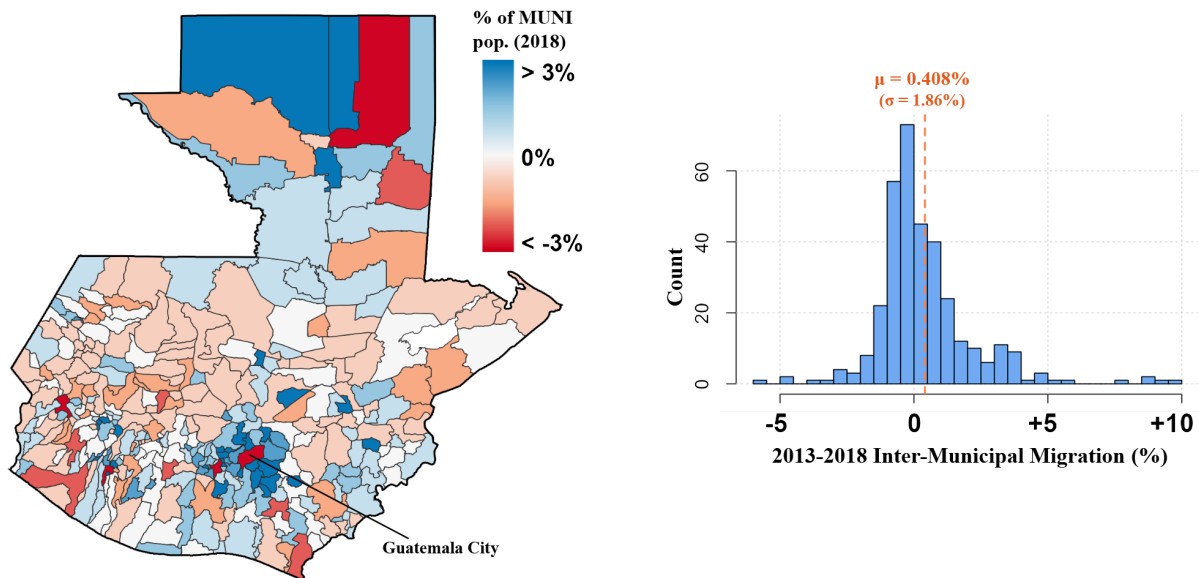 % of MUNI
pop. (2018)
> 3%
0%
< -3%
Guatemala City
μ = 0.408%
(σ = 1.86%)
Count
60
40
20
0
-5
0
+5
+10
2013-2018 Inter-Municipal Migration (%)